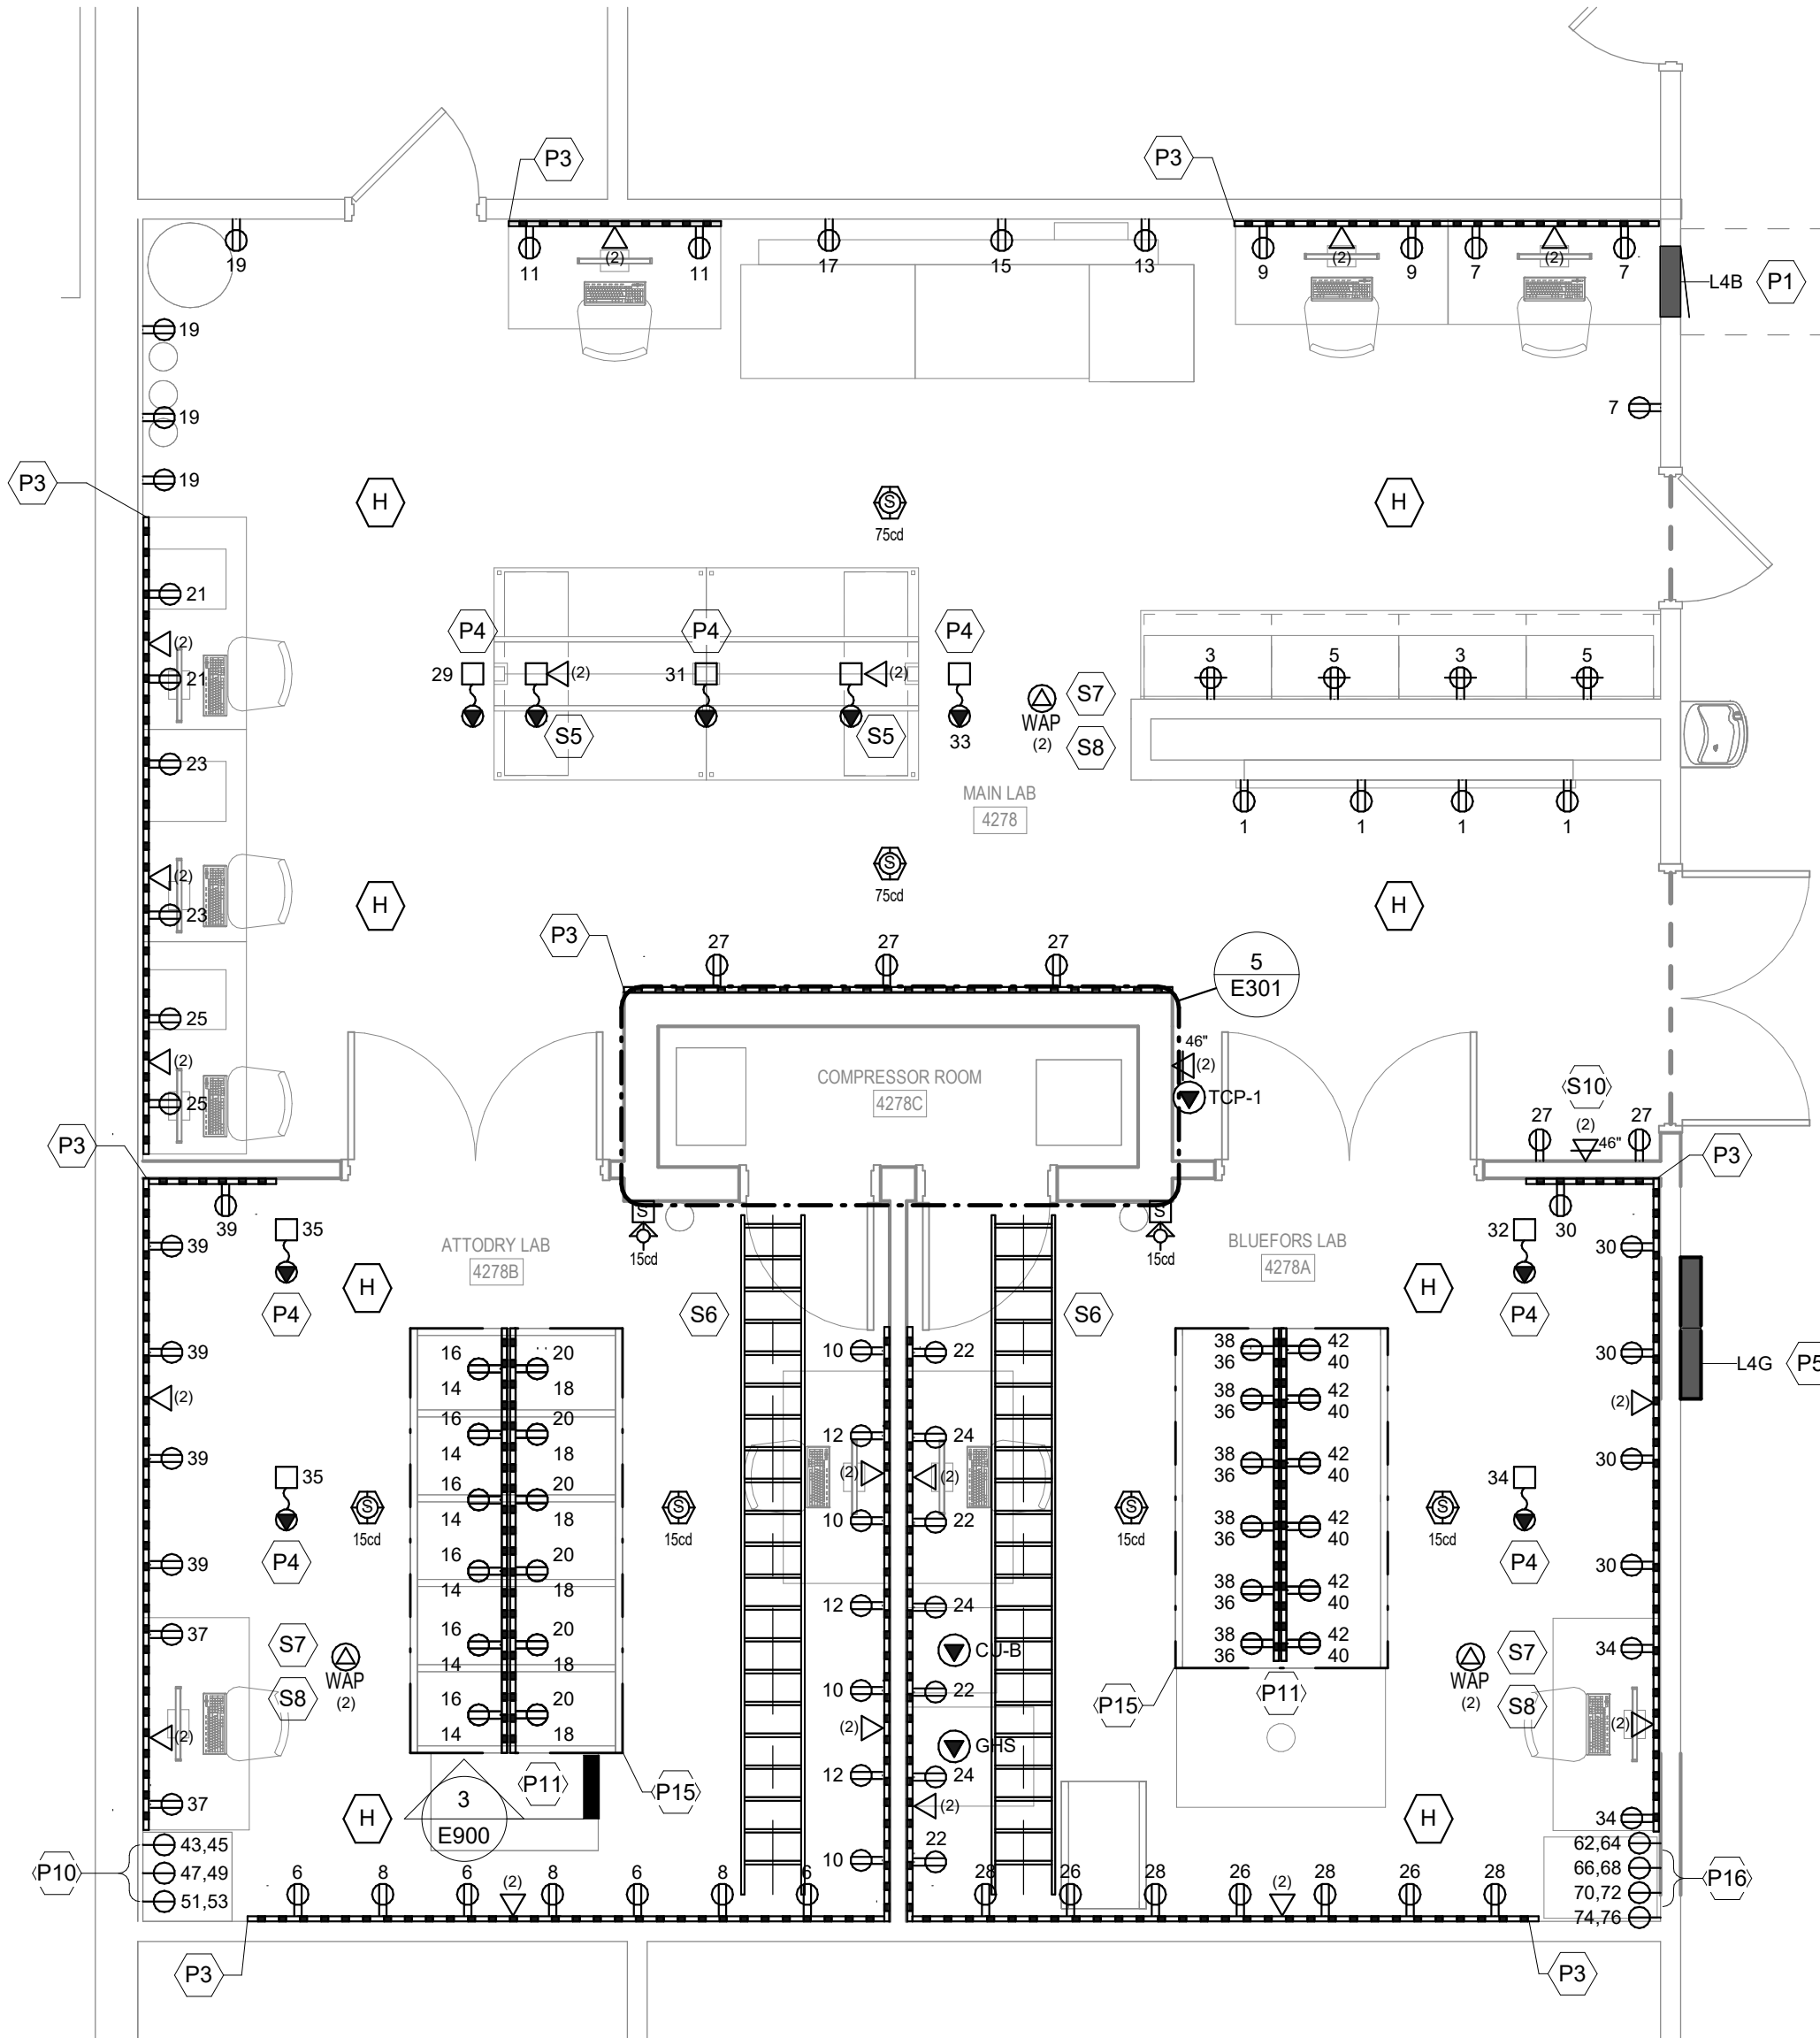 P3
P3
19
11
(2)
11
17
15
13
9
(2)
9
7
(2)
7
L4B
P1
19
19
7
19
P3
H
S
75cd
H
21
(2)
21
P4
P4
P4
29
(2)
31
(2)
33
S5
S5
WAP
(2)
S7
S8
3
5
3
5
23
MAIN LAB
4278
1
1
1
1
(2)
23
H
S
75cd
H
P3
27
27
27
5
E301
25
(2)
25
COMPRESSOR ROOM
4278C
46"
(2)
TCP-1
S10
27
(2)
46"
27
P3
P3
39
35
39
P4
ATTODRY LAB
4278B
H
S
15cd
S
15cd
BLUEFORS LAB
4278A
H
32
30
30
P4
S6
S6
39
(2)
39
35
P4
39
S
15cd
16
20
14
18
16
20
14
18
16
20
14
18
16
20
14
18
16
20
14
18
16
20
14
18
S
15cd
10
22
12
24
(2)
(2)
10
22
12
24
CU-B
10
22
(2)
GHS
12
24
(2)
10
22
S
15cd
38
42
36
40
38
42
36
40
38
42
36
40
38
42
36
40
38
42
36
40
38
42
36
40
S
15cd
30
(2)
L4G
30
34
P4
30
37
S7
S8
WAP
(2)
(2)
37
P11
P15
3
E900
H
P15
P11
WAP
(2)
S7
S8
34
(2)
34
H
P10
43,45
47,49
51,53
6
8
6
(2)
8
6
8
6
28
26
28
26
(2)
28
26
28
62,64
66,68
70,72
74,76
P16
P3
P3